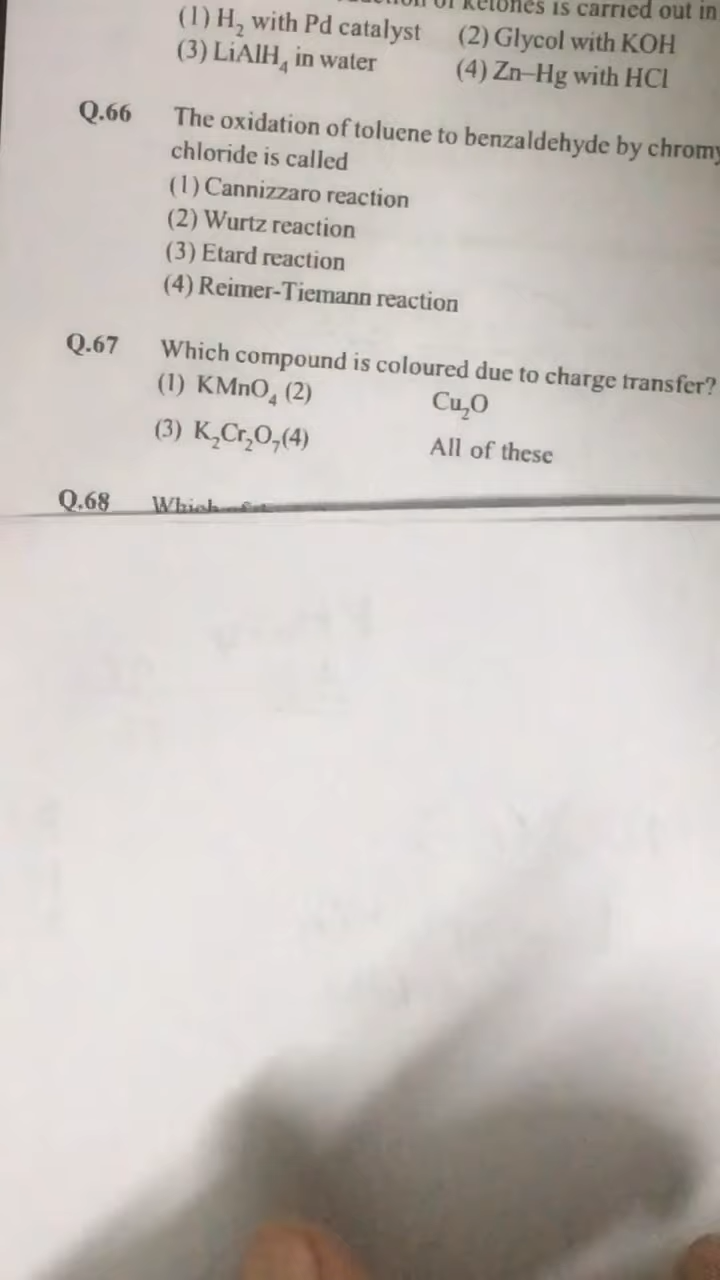 ketones is carried out in
(1) H₂ with Pd catalyst (2) Glycol with KOH
(3) LiAlH₄ in water (4) Zn–Hg with HCl
Q.66 The oxidation of toluene to benzaldehyde by chromy
chloride is called
(1) Cannizzaro reaction
(2) Wurtz reaction
(3) Etard reaction
(4) Reimer-Tiemann reaction
Q.67 Which compound is coloured due to charge transfer?
(1) KMnO₄ (2) Cu₂O
(3) K₂Cr₂O₇(4) All of these
Q.68 Which